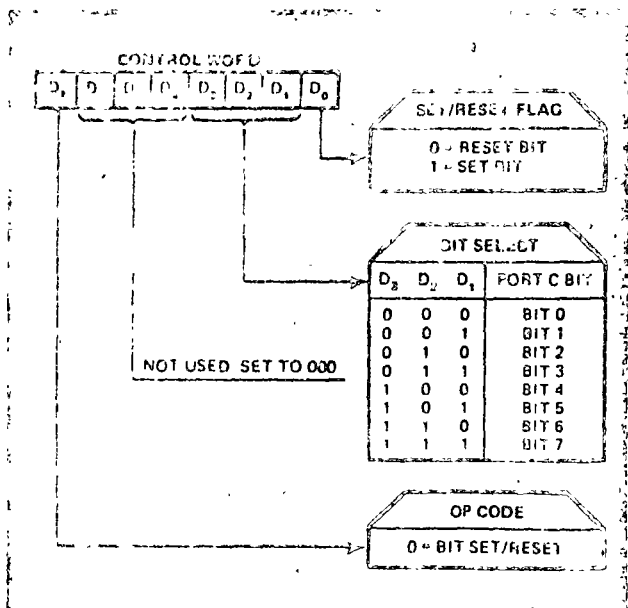 CONTROL WORD
D₇ D D D₄ D₃ D₂ D₁ D₀
SET/RESET FLAG
0 = RESET BIT
1 = SET BIT
BIT SELECT
D₃ D₂ D₁ PORT C BIT
0 0 0 BIT 0
0 0 1 BIT 1
0 1 0 BIT 2
0 1 1 BIT 3
1 0 0 BIT 4
1 0 1 BIT 5
1 1 0 BIT 6
1 1 1 BIT 7
NOT USED SET TO 000
OP CODE
0 = BIT SET/RESET